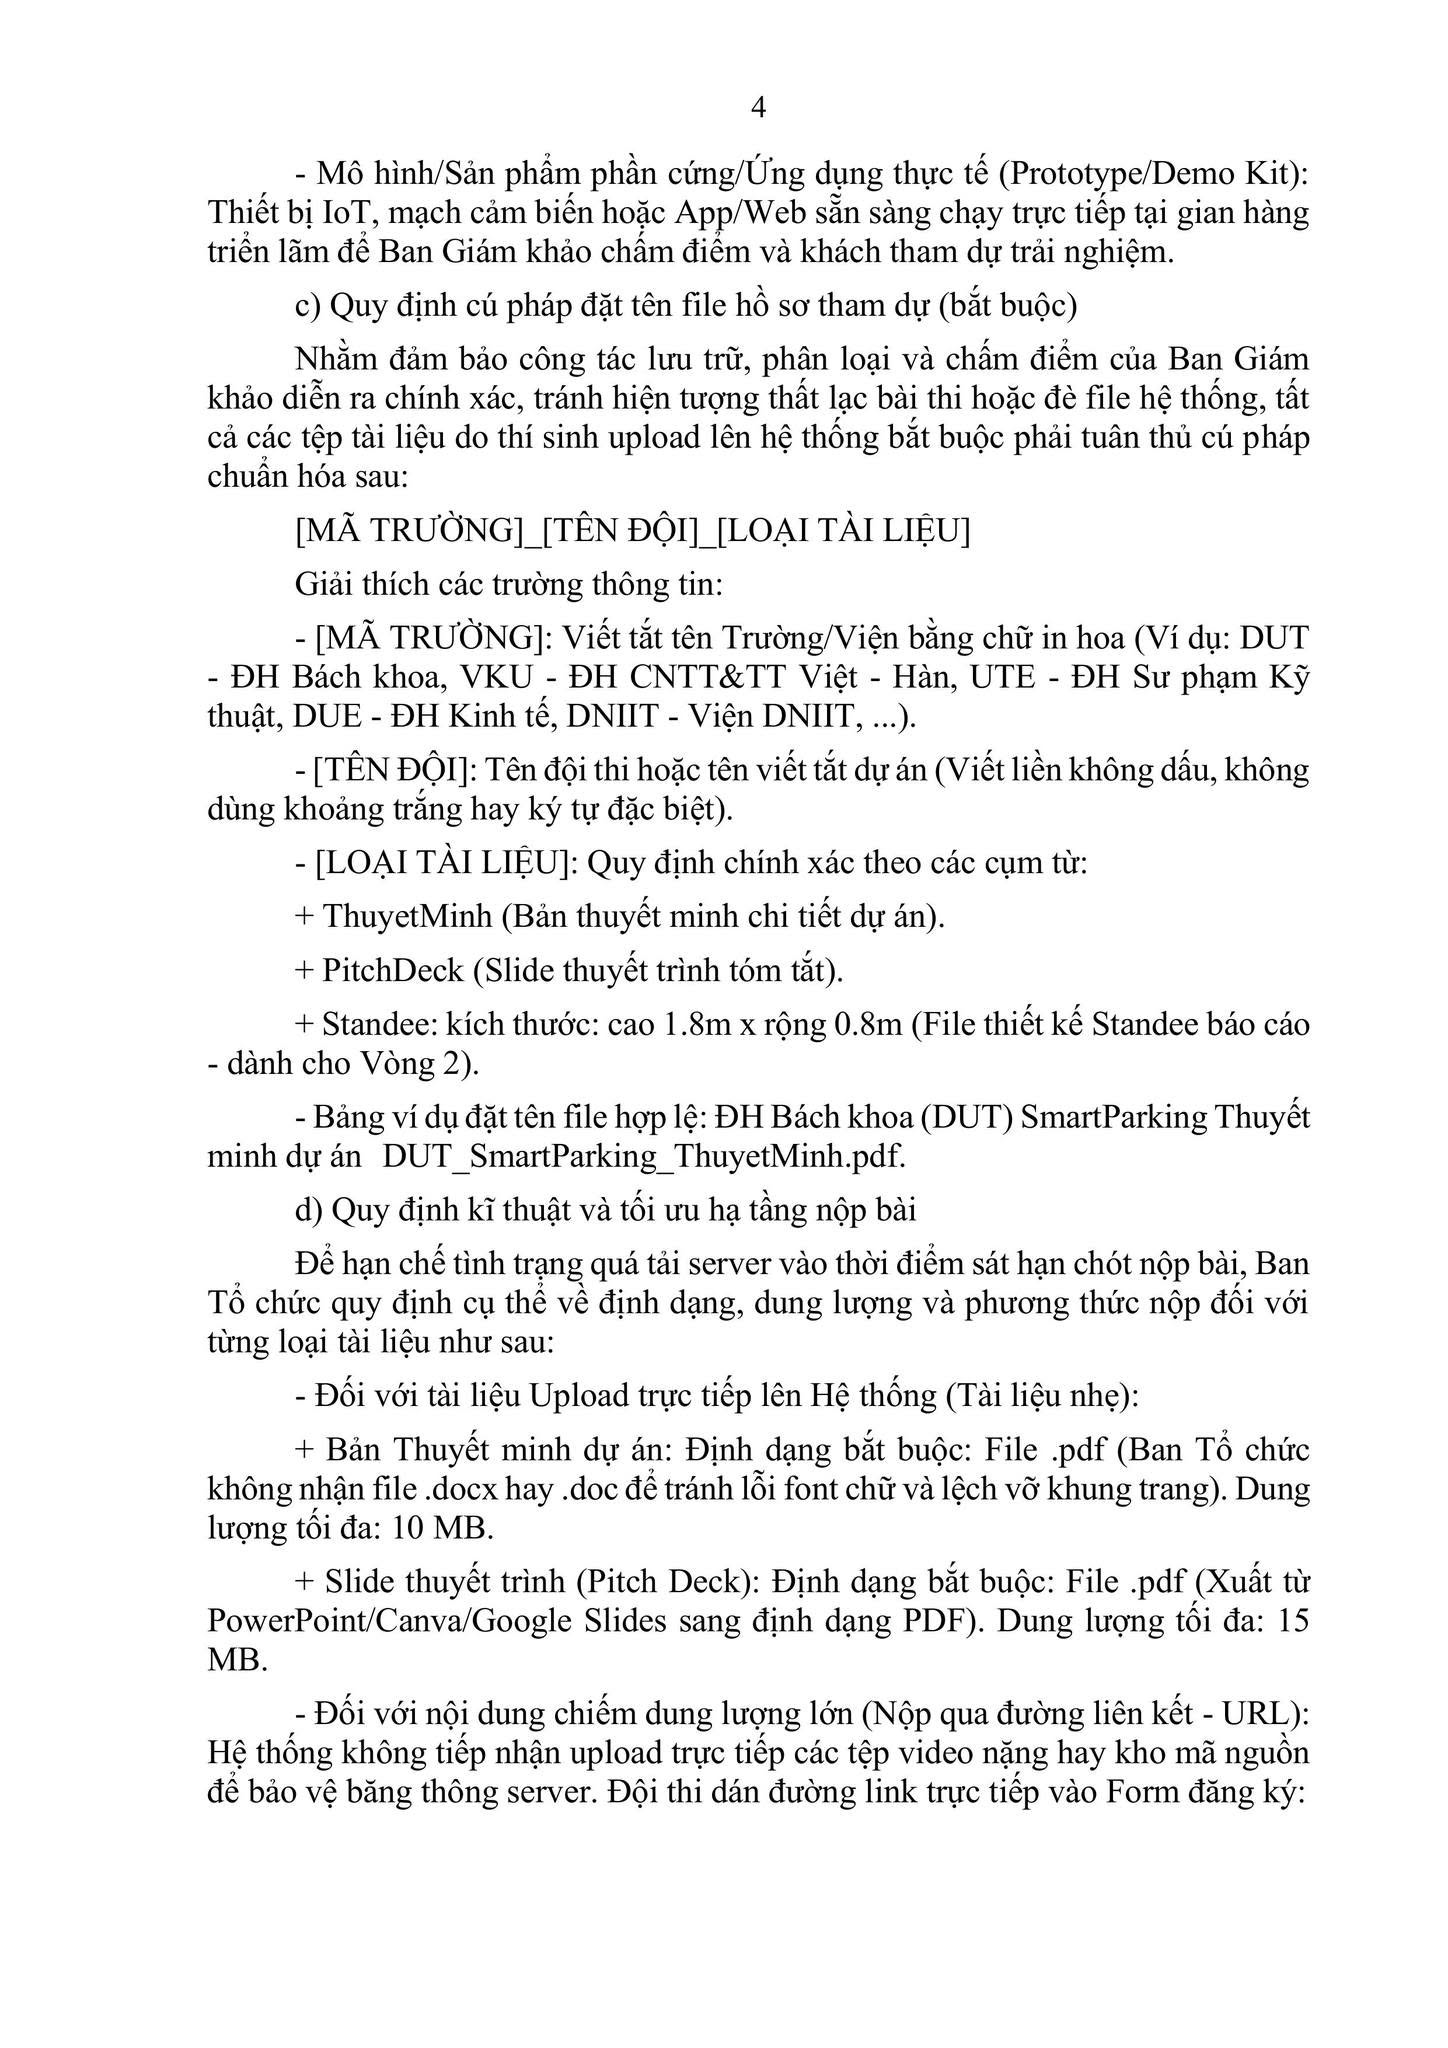 4
- Mô hình/Sản phẩm phần cứng/Ứng dụng thực tế (Prototype/Demo Kit):
Thiết bị IoT, mạch cảm biến hoặc App/Web sẵn sàng chạy trực tiếp tại gian hàng
triển lãm để Ban Giám khảo chấm điểm và khách tham dự trải nghiệm.
c) Quy định cú pháp đặt tên file hồ sơ tham dự (bắt buộc)
Nhằm đảm bảo công tác lưu trữ, phân loại và chấm điểm của Ban Giám
khảo diễn ra chính xác, tránh hiện tượng thất lạc bài thi hoặc đè file hệ thống, tất
cả các tệp tài liệu do thí sinh upload lên hệ thống bắt buộc phải tuân thủ cú pháp
chuẩn hóa sau:
[MÃ TRƯỜNG]_[TÊN ĐỘI]_[LOẠI TÀI LIỆU]
Giải thích các trường thông tin:
- [MÃ TRƯỜNG]: Viết tắt tên Trường/Viện bằng chữ in hoa (Ví dụ: DUT
- ĐH Bách khoa, VKU - ĐH CNTT&TT Việt - Hàn, UTE - ĐH Sư phạm Kỹ
thuật, DUE - ĐH Kinh tế, DNIIT - Viện DNIIT, ...).
- [TÊN ĐỘI]: Tên đội thi hoặc tên viết tắt dự án (Viết liền không dấu, không
dùng khoảng trắng hay ký tự đặc biệt).
- [LOẠI TÀI LIỆU]: Quy định chính xác theo các cụm từ:
+ ThuyetMinh (Bản thuyết minh chi tiết dự án).
+ PitchDeck (Slide thuyết trình tóm tắt).
+ Standee: kích thước: cao 1.8m x rộng 0.8m (File thiết kế Standee báo cáo
- dành cho Vòng 2).
- Bảng ví dụ đặt tên file hợp lệ: ĐH Bách khoa (DUT) SmartParking Thuyết
minh dự án DUT_SmartParking_ThuyetMinh.pdf.
d) Quy định kĩ thuật và tối ưu hạ tầng nộp bài
Để hạn chế tình trạng quá tải server vào thời điểm sát hạn chót nộp bài, Ban
Tổ chức quy định cụ thể về định dạng, dung lượng và phương thức nộp đối với
từng loại tài liệu như sau:
- Đối với tài liệu Upload trực tiếp lên Hệ thống (Tài liệu nhẹ):
+ Bản Thuyết minh dự án: Định dạng bắt buộc: File .pdf (Ban Tổ chức
không nhận file .docx hay .doc để tránh lỗi font chữ và lệch vỡ khung trang). Dung
lượng tối đa: 10 MB.
+ Slide thuyết trình (Pitch Deck): Định dạng bắt buộc: File .pdf (Xuất từ
PowerPoint/Canva/Google Slides sang định dạng PDF). Dung lượng tối đa: 15
MB.
- Đối với nội dung chiếm dung lượng lớn (Nộp qua đường liên kết - URL):
Hệ thống không tiếp nhận upload trực tiếp các tệp video nặng hay kho mã nguồn
để bảo vệ băng thông server. Đội thi dán đường link trực tiếp vào Form đăng ký: